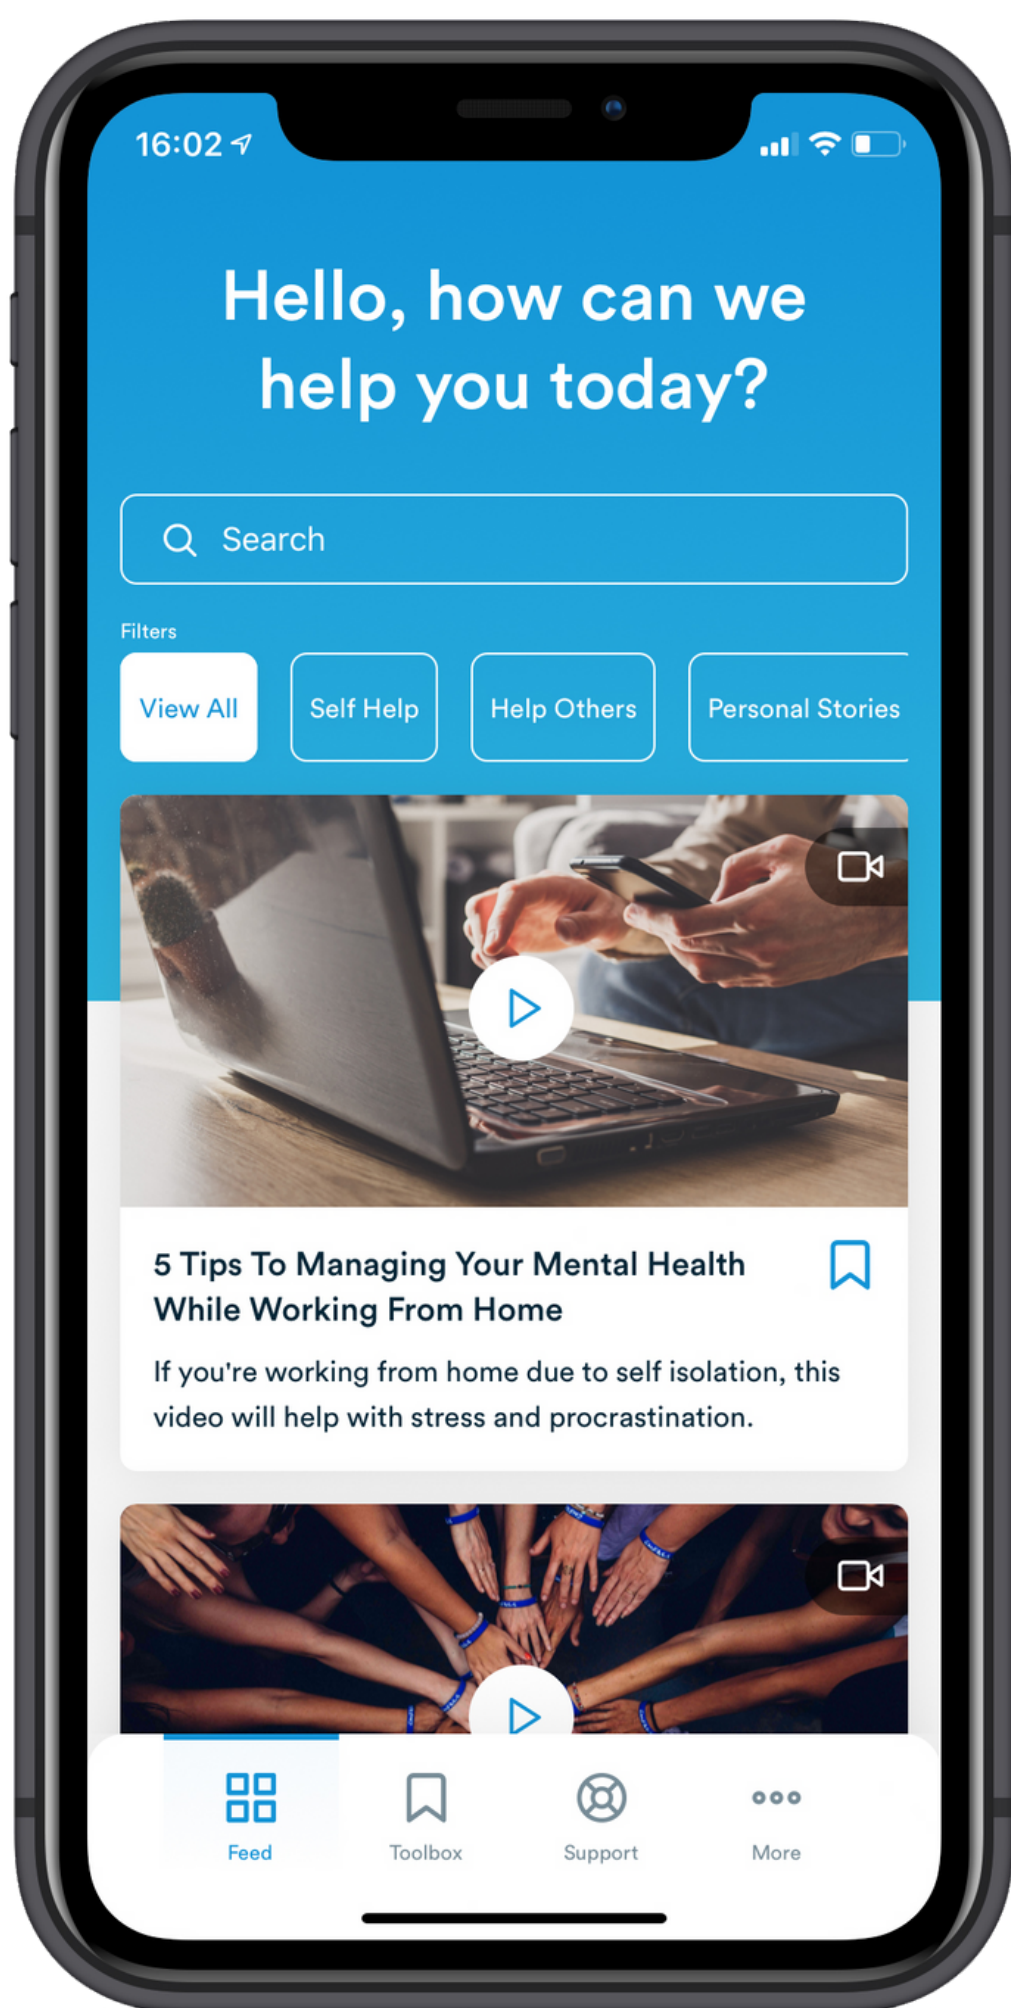 16:02
Hello, how can we
help you today?
Search
Filters
View All
Self Help
Help Others
Personal Stories
5 Tips To Managing Your Mental Health
While Working From Home
If you're working from home due to self isolation, this
video will help with stress and procrastination.
Feed
Toolbox
Support
More